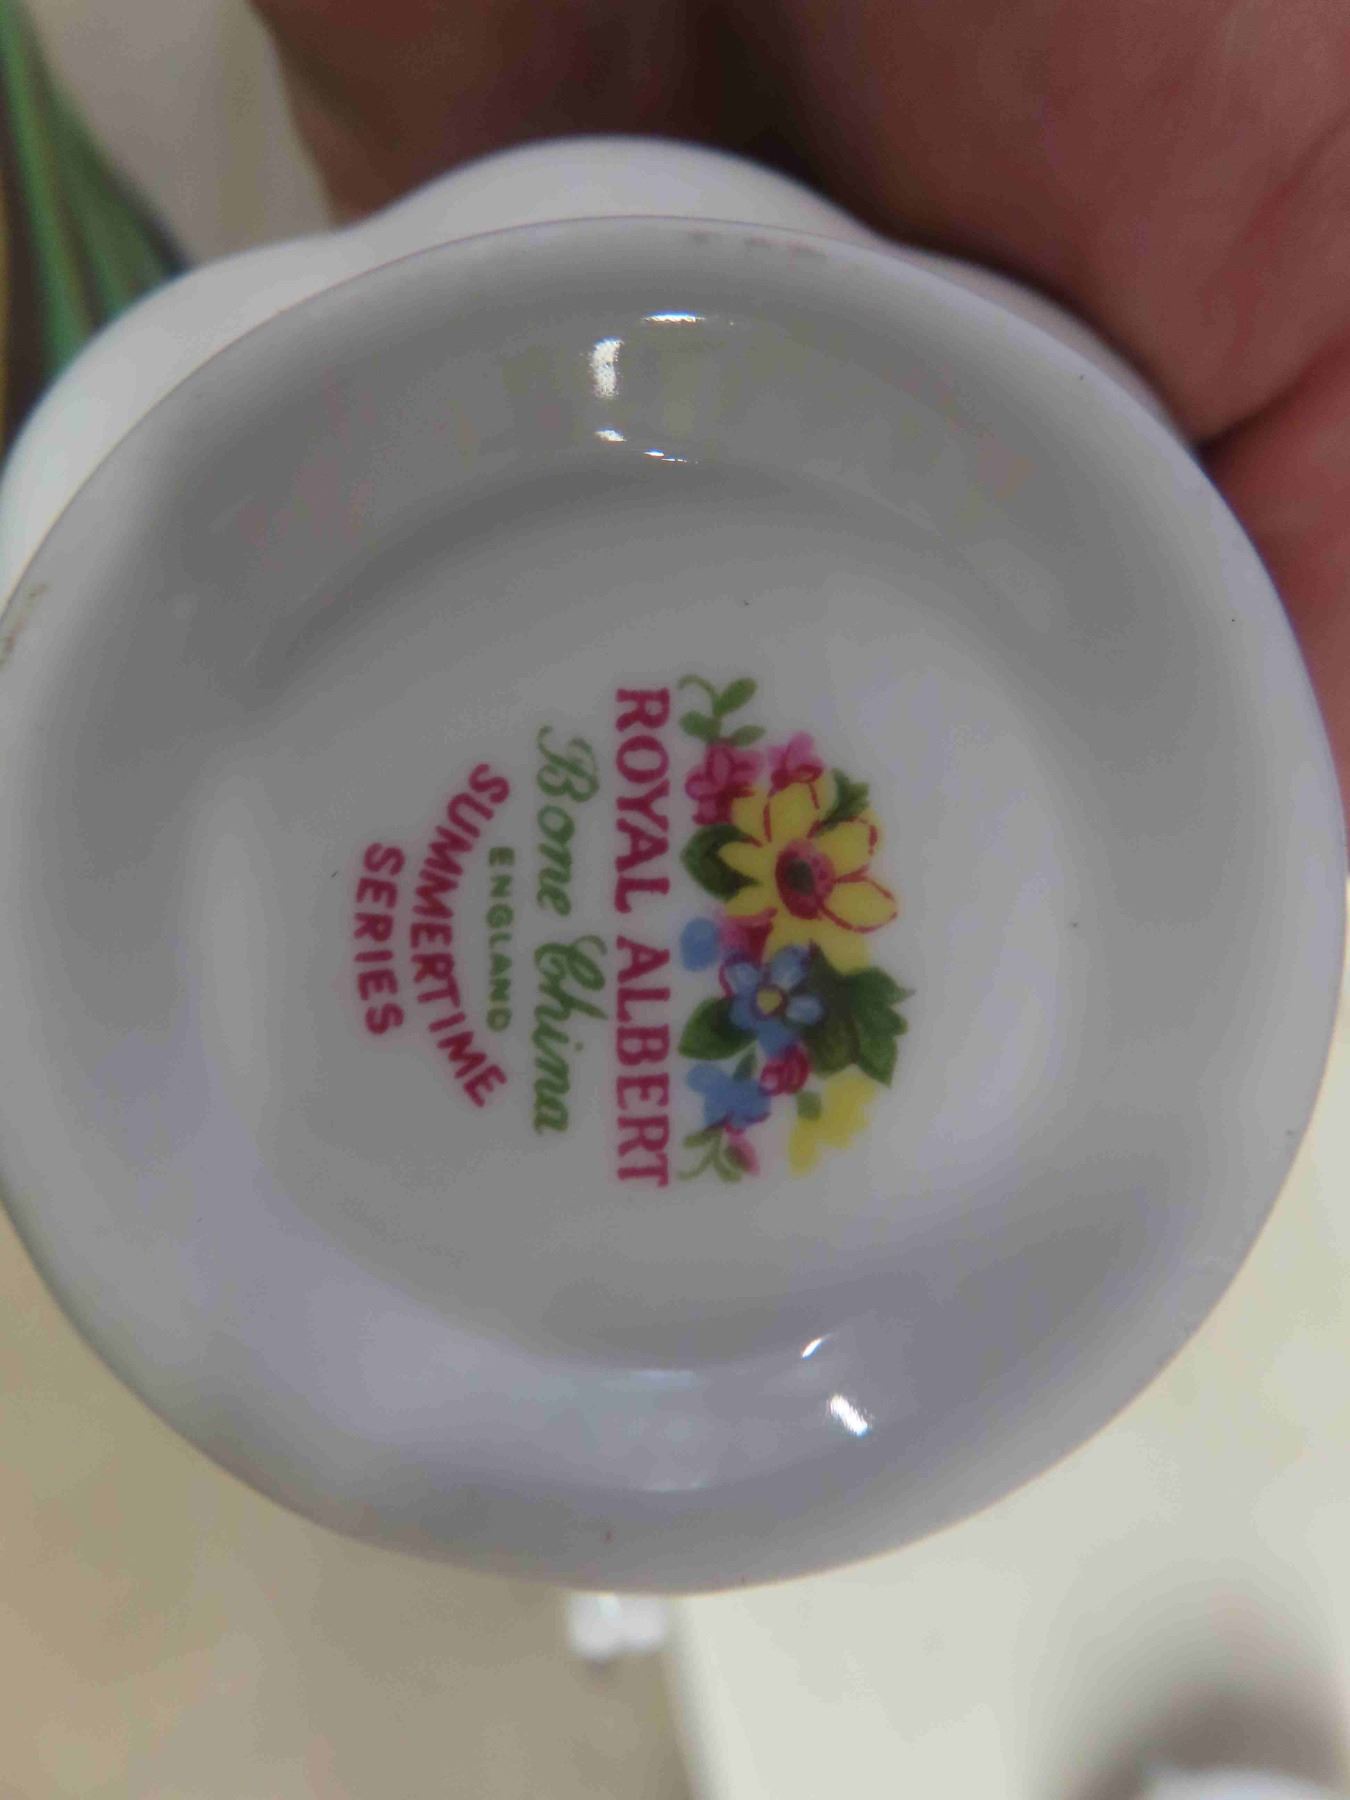 ROYAL ALBERT
Bone China
ENGLAND
SUMMERTIME
SERIES